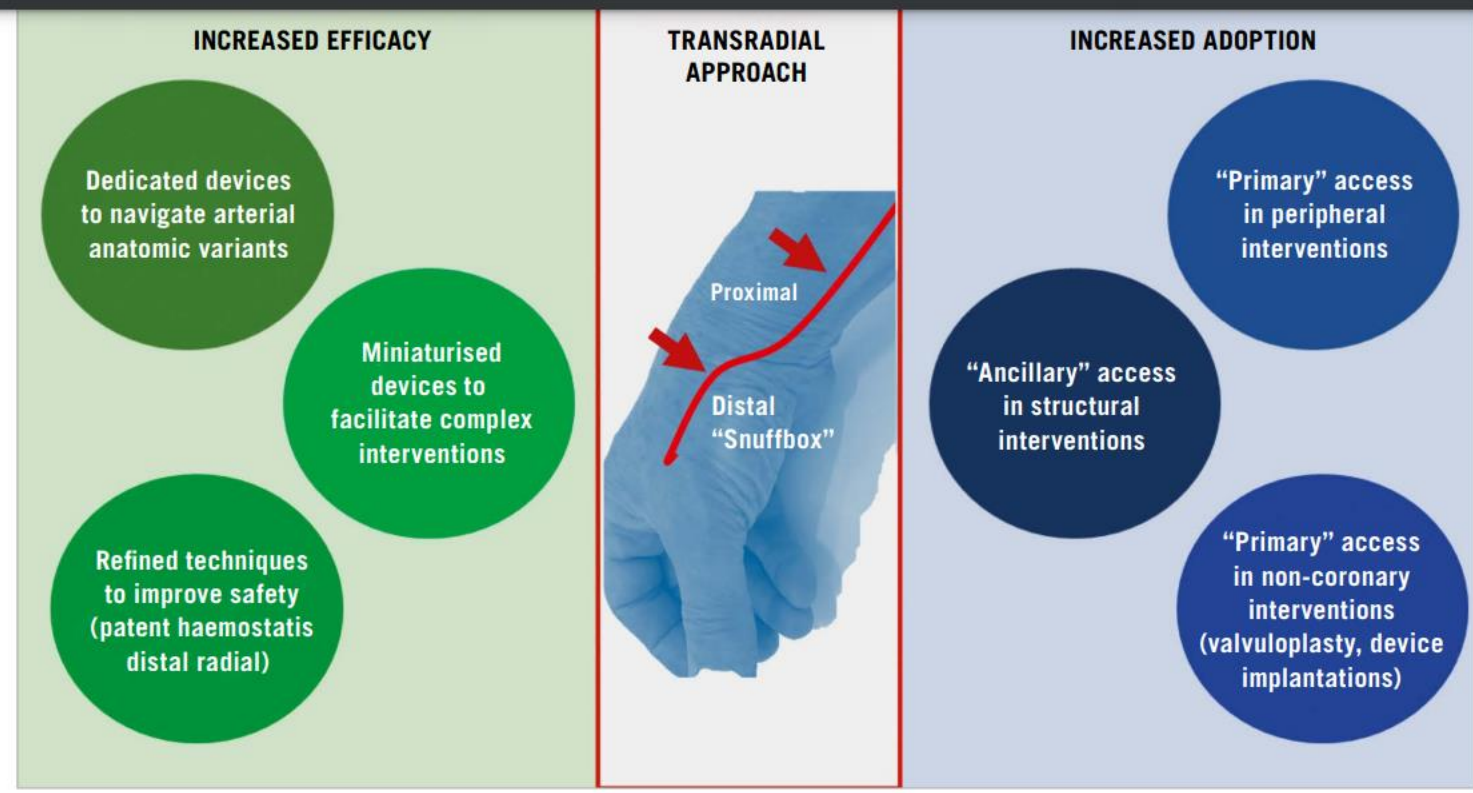 INCREASED EFFICACY
Dedicated devices
to navigate arterial
anatomic variants
Miniaturised
devices to
facilitate complex
interventions
Refined techniques
to improve safety
(patent haemostatis
distal radial)
TRANSRADIAL
APPROACH
Proximal
Distal
“Snuffbox”
INCREASED ADOPTION
“Primary” access
in peripheral
interventions
“Ancillary” access
in structural
interventions
“Primary” access
in non-coronary
interventions
(valvuloplasty, device
implantations)